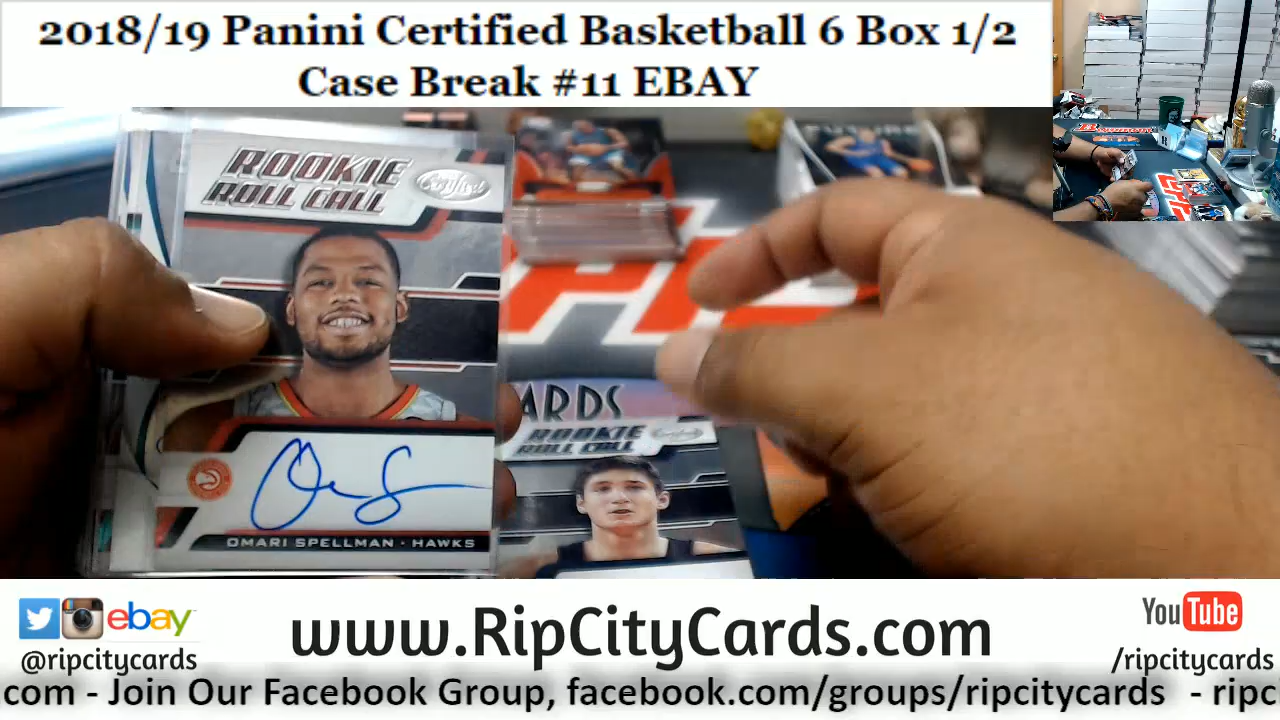 2018/19 Panini Certified Basketball 6 Box 1/2
Case Break #11 EBAY
ROOKIE
ROLL CALL
Certified
OMARI SPELLMAN · HAWKS
ARDS
ROOKIE
ROLL CALL
ebay
@ripcitycards
www.RipCityCards.com
YouTube
/ripcitycards
.com - Join Our Facebook Group, facebook.com/groups/ripcitycards - ripc